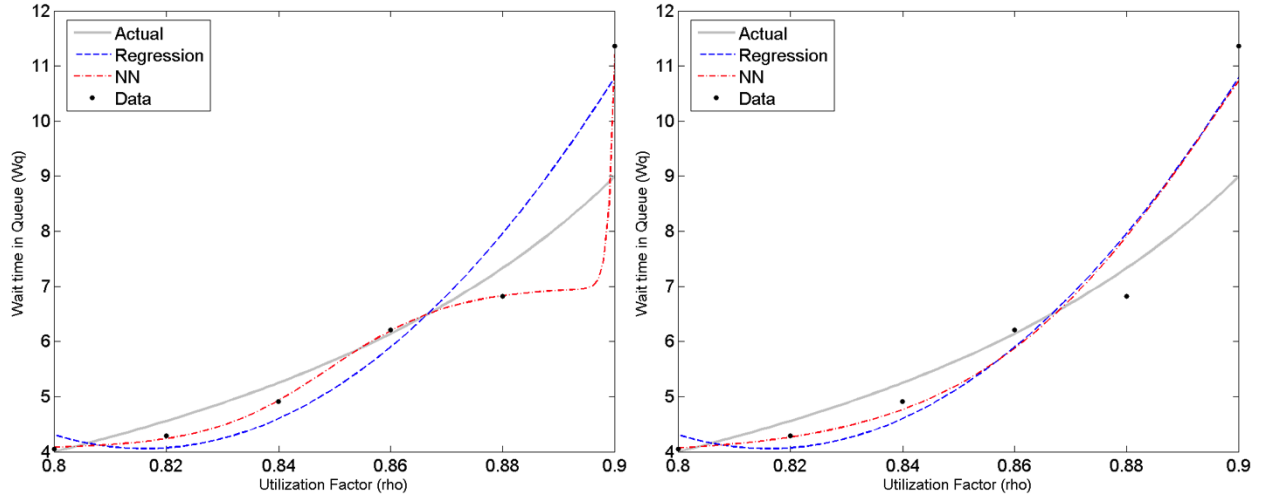 Actual
Regression
NN
Data
11
10
9
8
7
6
5
4
Wait time in Queue (Wq)
0.8 0.82 0.84 0.86 0.88 0.9
Utilization Factor (rho)
Actual
Regression
NN
Data
11
10
9
8
7
6
5
4
Wait time in Queue (Wq)
0.8 0.82 0.84 0.86 0.88 0.9
Utilization Factor (rho)